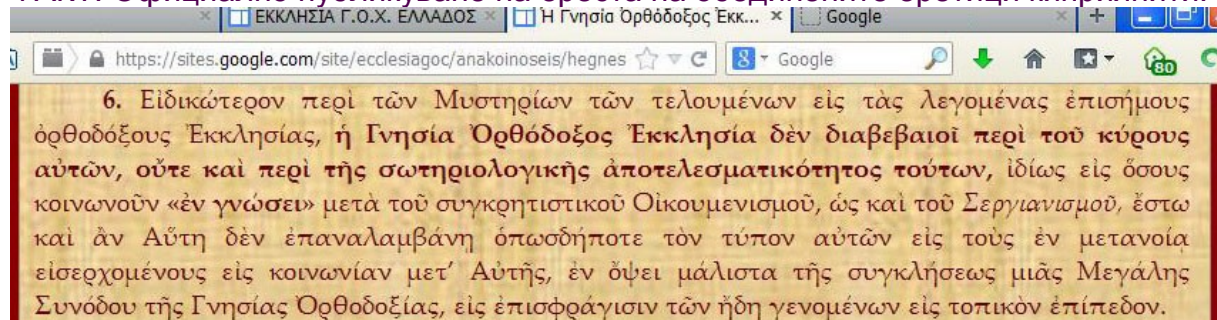 ΕΚΚΛΗΣΙΑ Γ.Ο.Χ. ΕΛΛΑΔΟΣ × Ἡ Γνησία Ὀρθόδοξος Ἐκκ... × Google × +
https://sites.google.com/site/ecclesiagoc/anakoinoseis/hegnes Google 80
6. Εἰδικώτερον περὶ τῶν Μυστηρίων τῶν τελουμένων εἰς τὰς λεγομένας ἐπισήμους
ὀρθοδόξους Ἐκκλησίας, ἡ Γνησία Ὀρθόδοξος Ἐκκλησία δὲν διαβεβαιοῖ περὶ τοῦ κύρους
αὐτῶν, οὔτε καὶ περὶ τῆς σωτηριολογικῆς ἀποτελεσματικότητος τούτων, ἰδίως εἰς ὅσους
κοινωνοῦν «ἐν γνώσει» μετὰ τοῦ συγκρητιστικοῦ Οἰκουμενισμοῦ, ὡς καὶ τοῦ Σεργιανισμοῦ, ἔστω
καὶ ἂν Αὕτη δὲν ἐπαναλαμβάνῃ ὁπωσδήποτε τὸν τύπον αὐτῶν εἰς τοὺς ἐν μετανοίᾳ
εἰσερχομένους εἰς κοινωνίαν μετ’ Αὐτῆς, ἐν ὄψει μάλιστα τῆς συγκλήσεως μιᾶς Μεγάλης
Συνόδου τῆς Γνησίας Ὀρθοδοξίας, εἰς ἐπισφράγισιν τῶν ἤδη γενομένων εἰς τοπικὸν ἐπίπεδον.